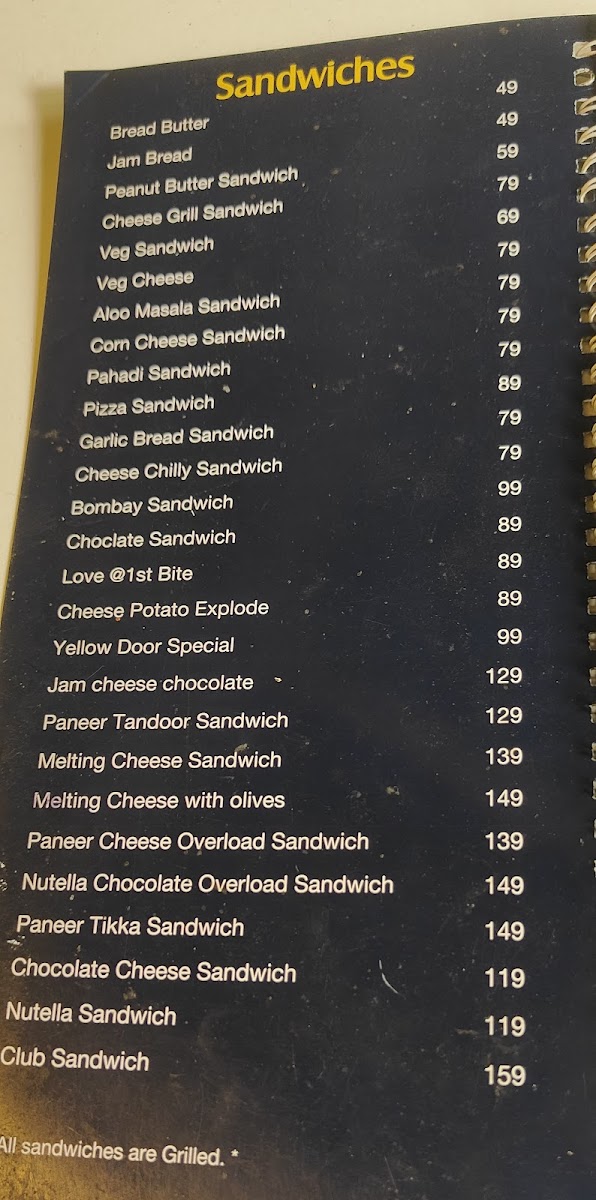 Sandwiches
Bread Butter 49
Jam Bread 49
Peanut Butter Sandwich 59
Cheese Grill Sandwich 79
Veg Sandwich 69
Veg Cheese 79
Aloo Masala Sandwich 79
Corn Cheese Sandwich 79
Pahadi Sandwich 79
Pizza Sandwich 89
Garlic Bread Sandwich 79
Cheese Chilly Sandwich 79
Bombay Sandwich 99
Choclate Sandwich 89
Love @1st Bite 89
Cheese Potato Explode 89
Yellow Door Special 99
Jam cheese chocolate 129
Paneer Tandoor Sandwich 129
Melting Cheese Sandwich 139
Melting Cheese with olives 149
Paneer Cheese Overload Sandwich 139
Nutella Chocolate Overload Sandwich 149
Paneer Tikka Sandwich 149
Chocolate Cheese Sandwich 119
Nutella Sandwich 119
Club Sandwich 159
All sandwiches are Grilled. *